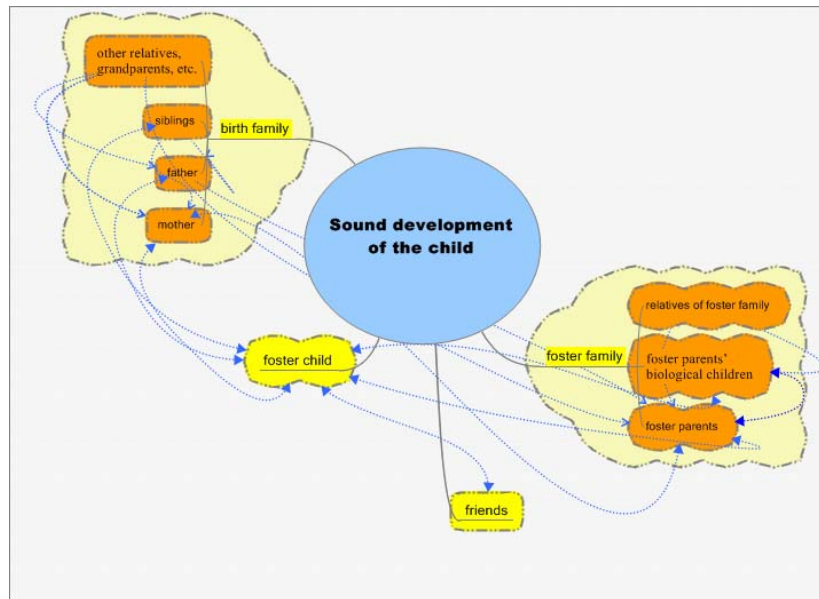 other relatives,
grandparents, etc.
siblings
birth family
father
mother
Sound development
of the child
relatives of foster family
foster child
foster family
foster parents'
biological children
foster parents
friends